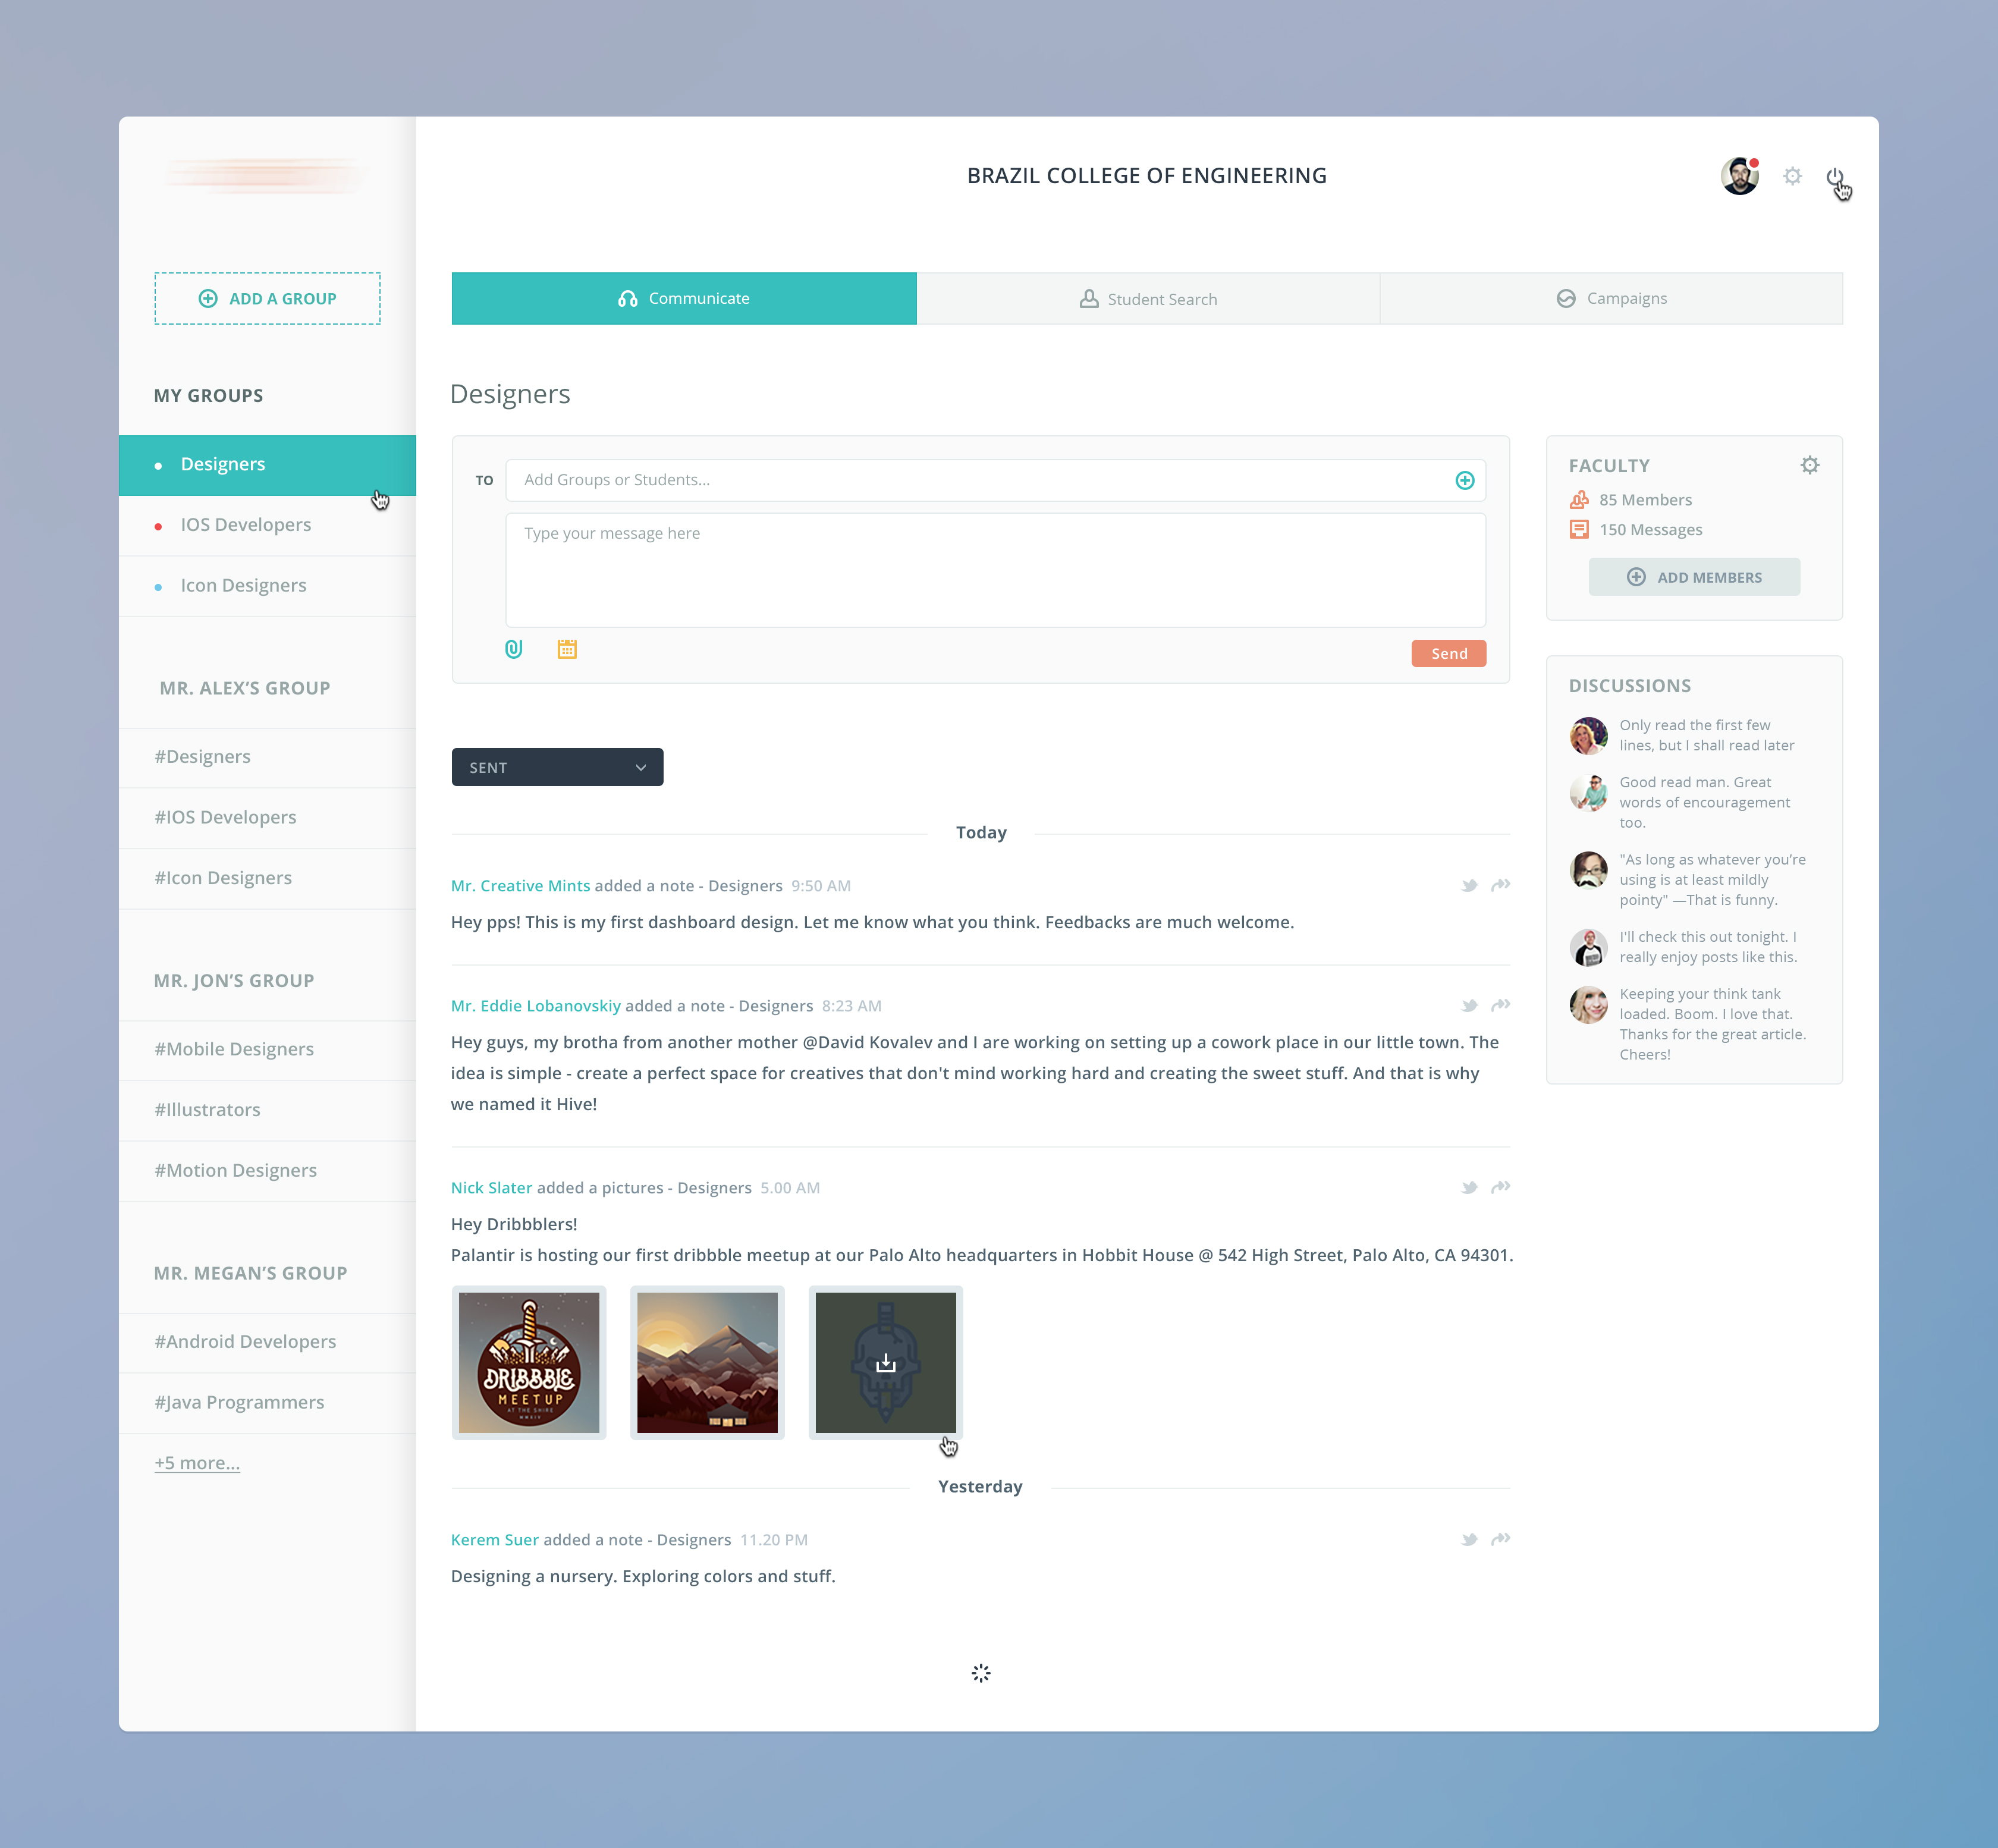 BRAZIL COLLEGE OF ENGINEERING
ADD A GROUP
MY GROUPS
Designers
IOS Developers
Icon Designers
MR. ALEX’S GROUP
#Designers
#IOS Developers
#Icon Designers
MR. JON’S GROUP
#Mobile Designers
#Illustrators
#Motion Designers
MR. MEGAN’S GROUP
#Android Developers
#Java Programmers
+5 more...
Communicate
Student Search
Campaigns
Designers
TO
Add Groups or Students...
Type your message here
Send
SENT
Today
Mr. Creative Mints added a note - Designers 9:50 AM
Hey pps! This is my first dashboard design. Let me know what you think. Feedbacks are much welcome.
Mr. Eddie Lobanovskiy added a note - Designers 8:23 AM
Hey guys, my brotha from another mother @David Kovalev and I are working on setting up a cowork place in our little town. The
idea is simple - create a perfect space for creatives that don't mind working hard and creating the sweet stuff. And that is why
we named it Hive!
Nick Slater added a pictures - Designers 5.00 AM
Hey Dribbblers!
Palantir is hosting our first dribbble meetup at our Palo Alto headquarters in Hobbit House @ 542 High Street, Palo Alto, CA 94301.
DRIBBBLE
MEETUP
AT THE SHIRE
MMXIV
Yesterday
Kerem Suer added a note - Designers 11.20 PM
Designing a nursery. Exploring colors and stuff.
FACULTY
85 Members
150 Messages
ADD MEMBERS
DISCUSSIONS
Only read the first few
lines, but I shall read later
Good read man. Great
words of encouragement
too.
"As long as whatever you’re
using is at least mildly
pointy" —That is funny.
I'll check this out tonight. I
really enjoy posts like this.
Keeping your think tank
loaded. Boom. I love that.
Thanks for the great article.
Cheers!